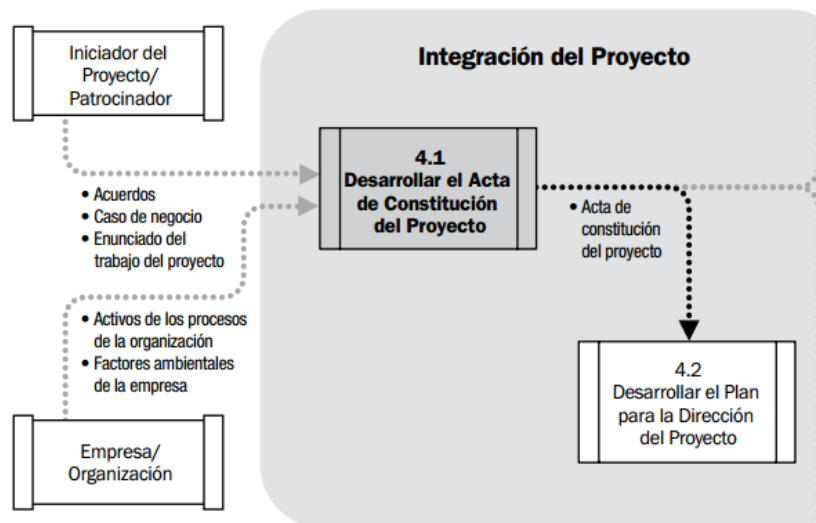 Iniciador del
Proyecto/
Patrocinador
Integración del Proyecto
4.1
Desarrollar el Acta
de Constitución
del Proyecto
• Acuerdos
• Caso de negocio
• Enunciado del
trabajo del proyecto
• Acta de
constitución
del proyecto
• Activos de los procesos
de la organización
• Factores ambientales
de la empresa
4.2
Desarrollar el Plan
para la Dirección
del Proyecto
Empresa/
Organización